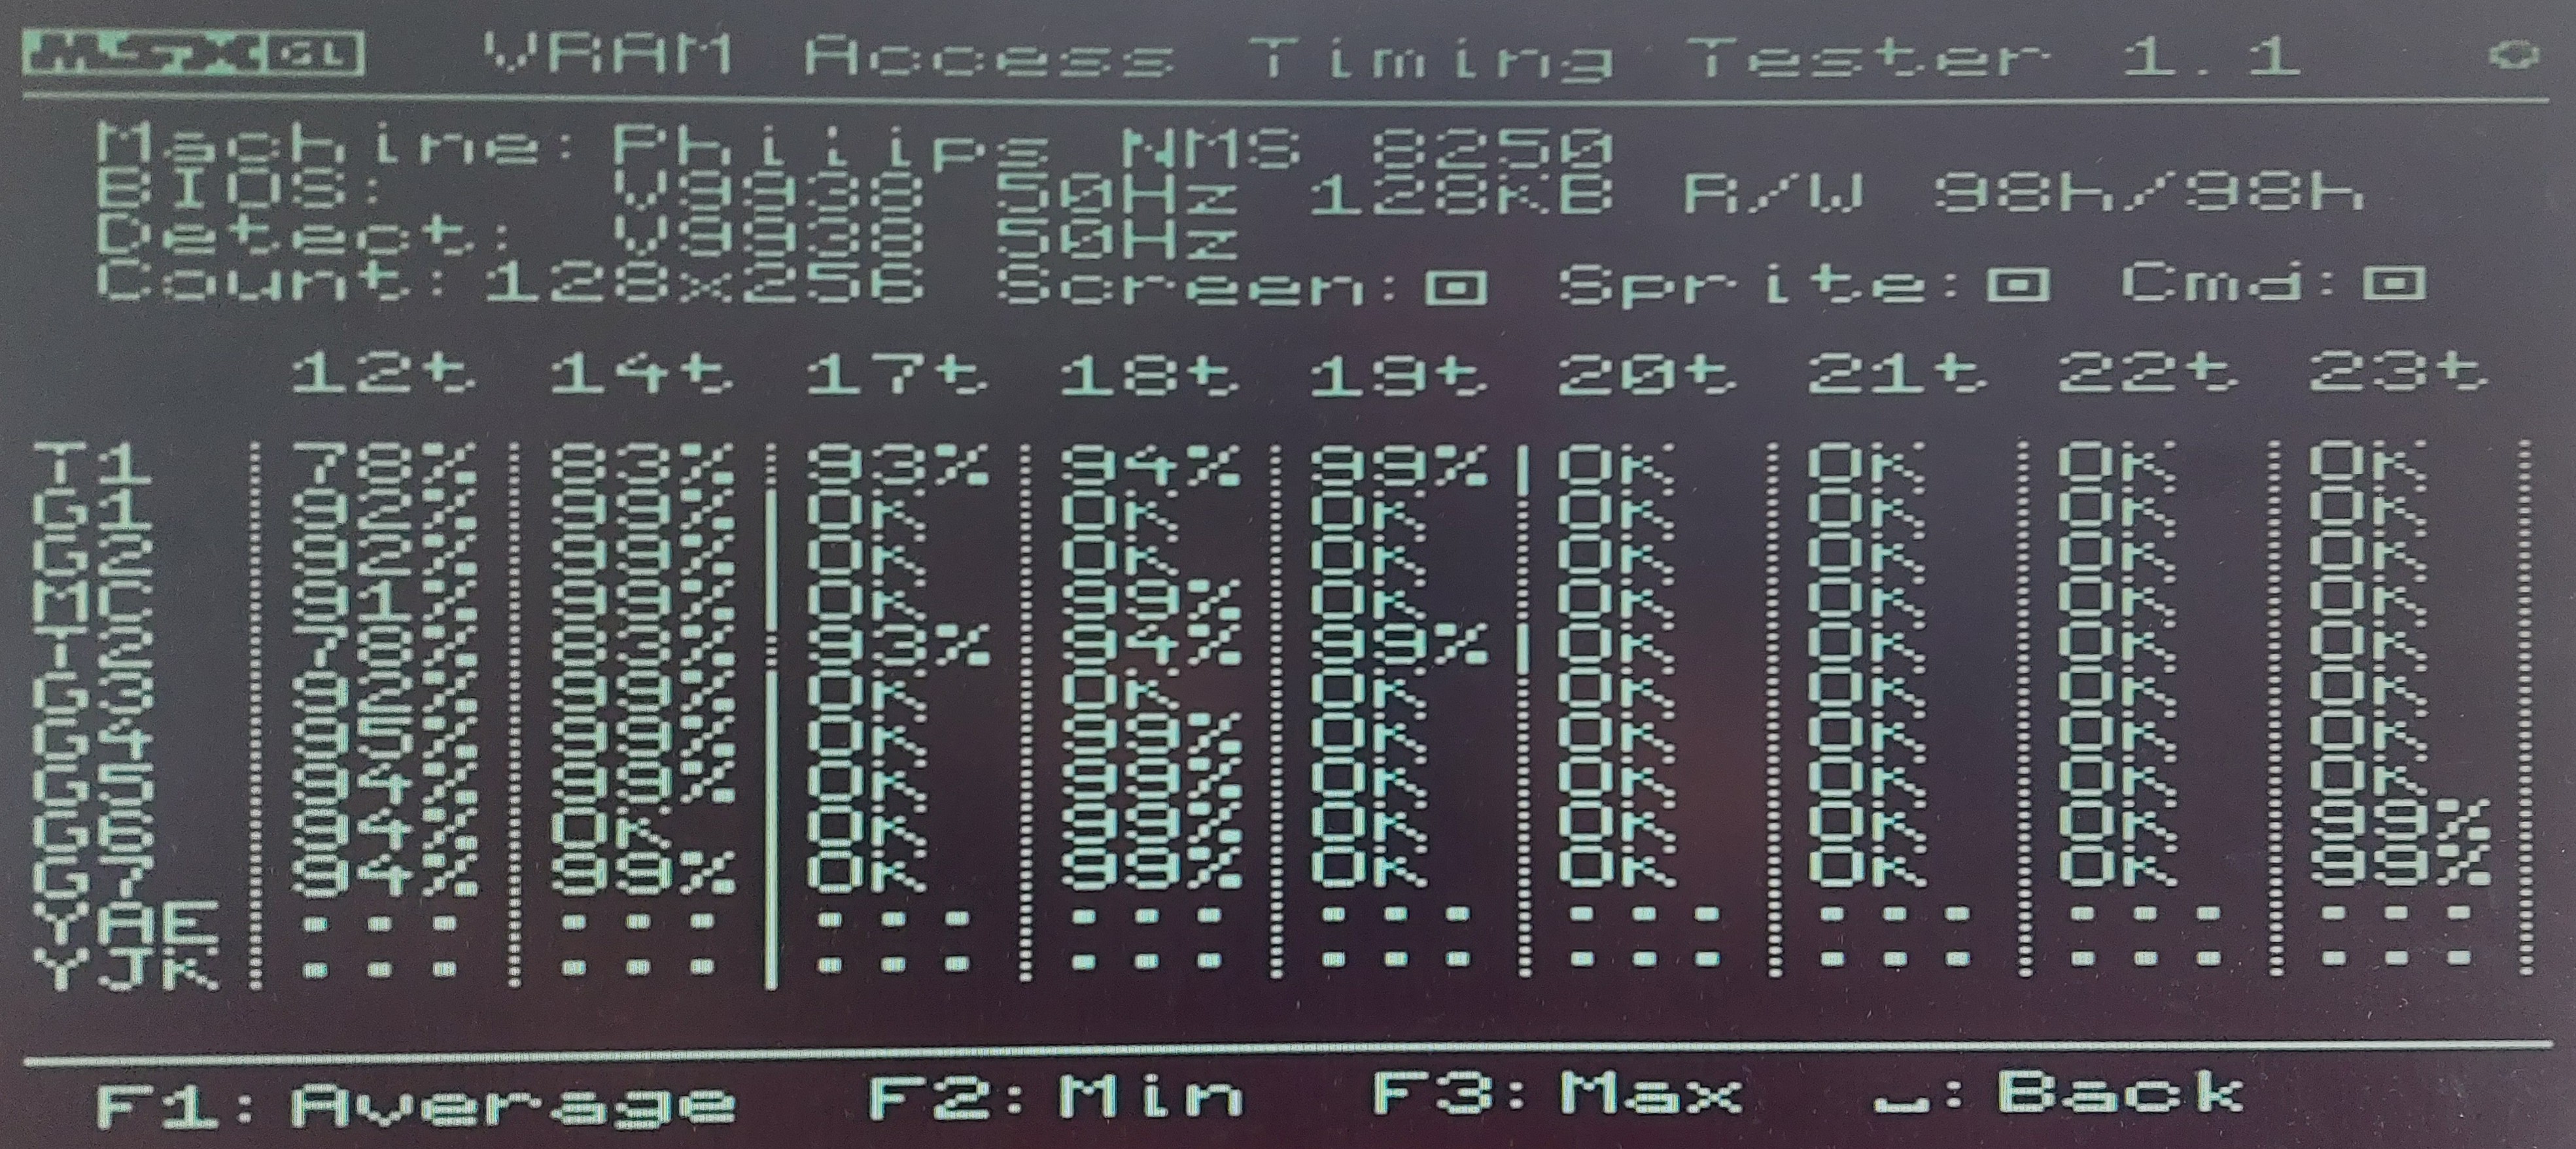 MSX GL VRAM Access Timing Tester 1.1
Machine: Philips NMS 8250
BIOS: V9938 50Hz 128KB R/W 98h/98h
Detect: V9938 50Hz
Count: 128x256 Screen: Sprite: Cmd:
12t 14t 17t 18t 19t 20t 21t 22t 23t
T1 78% 83% 93% 94% 99% OK OK OK OK
G1 92% 99% OK OK OK OK OK OK OK
G2 92% 99% OK OK OK OK OK OK OK
MC 91% 99% OK 99% OK OK OK OK OK
T2 78% 83% 93% 94% 99% OK OK OK OK
G3 92% 99% OK OK OK OK OK OK OK
G4 95% 99% OK 99% OK OK OK OK OK
G5 94% 99% OK 99% OK OK OK OK OK
G6 94% OK OK 99% OK OK OK OK 99%
G7 94% 99% OK 99% OK OK OK OK 99%
YAE --- --- --- --- --- --- --- --- ---
YJK --- --- --- --- --- --- --- --- ---
F1: Average F2: Min F3: Max ⎵: Back